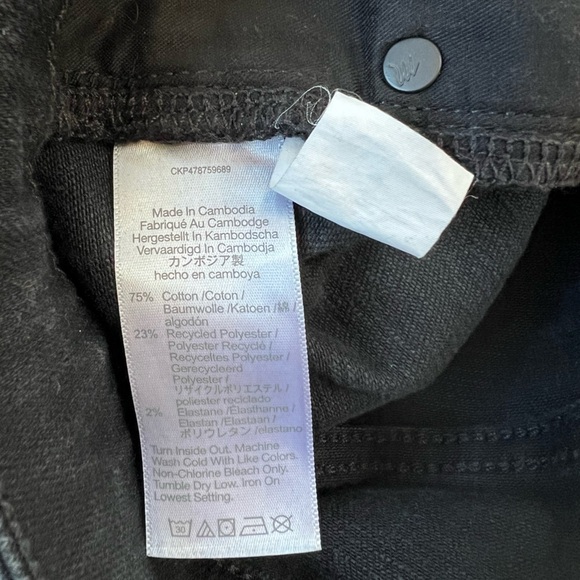 CKP478759689
Made In Cambodia
Fabriqué Au Cambodge
Hergestellt In Kambodscha
Vervaardigd In Cambodja
カンボジア製
hecho en camboya
75% Cotton /Coton /
Baumwolle /Katoen /綿 /
algodón
23% Recycled Polyester /
Polyester Recyclé /
Recyceltes Polyester /
Gerecycled
Polyester /
リサイクルポリエステル /
poliester reciclado
2% Elastane /Élasthanne /
Elastan /Elastaan /
ポリウレタン /elastano
Turn Inside Out. Machine
Wash Cold With Like Colors.
Non-Chlorine Bleach Only.
Tumble Dry Low. Iron On
Lowest Setting.
30